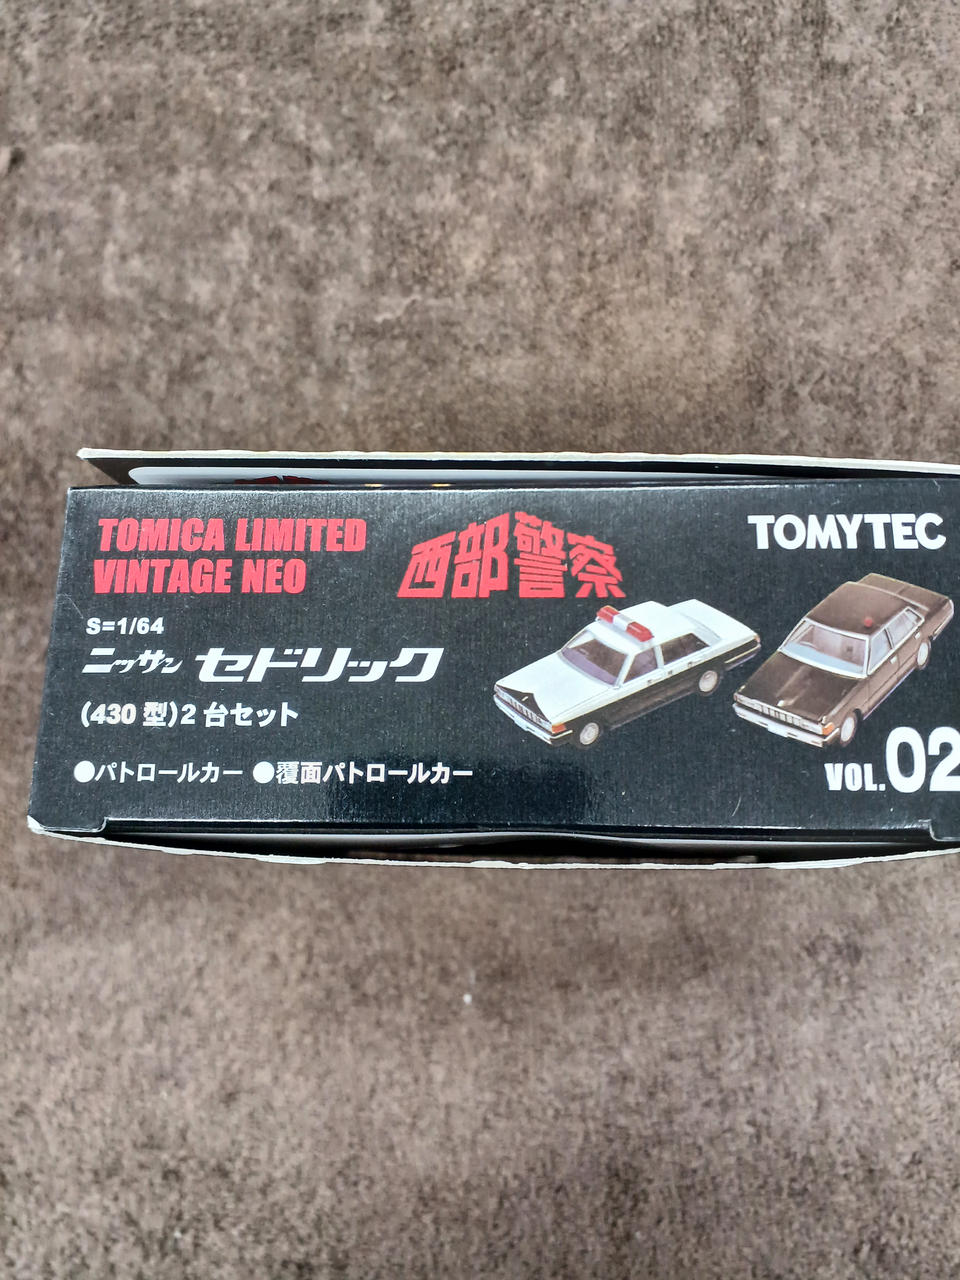 TOMICA LIMITED
VINTAGE NEO
西部警察
TOMYTEC
S=1/64
ニッサン セドリック
(430 型)2 台セット
●パトロールカー ●覆面パトロールカー
VOL.02